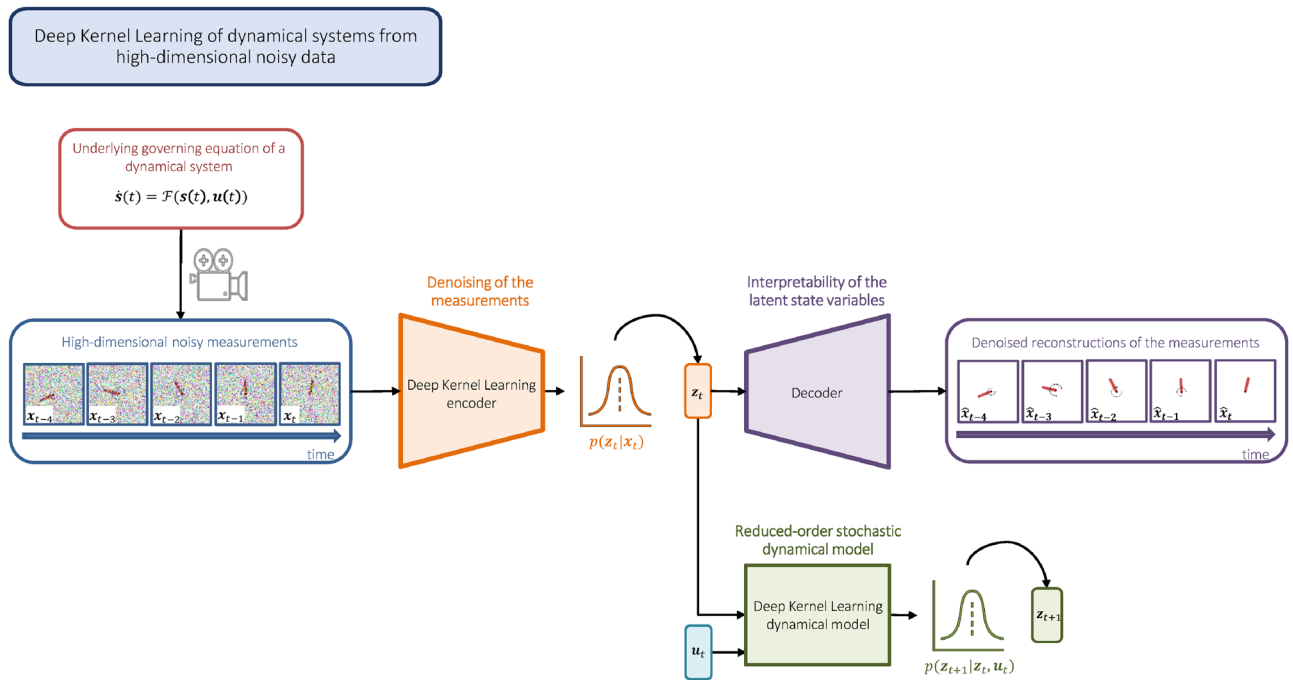 Deep Kernel Learning of dynamical systems from
high-dimensional noisy data
Underlying governing equation of a
dynamical system
ṡ(t) = ℱ(s(t), u(t))
High-dimensional noisy measurements
x_{t−4}
x_{t−3}
x_{t−2}
x_{t−1}
x_t
time
Denoising of the
measurements
Deep Kernel Learning
encoder
p(z_t|x_t)
z_t
Interpretability of the
latent state variables
Decoder
Denoised reconstructions of the measurements
x̂_{t−4}
x̂_{t−3}
x̂_{t−2}
x̂_{t−1}
x̂_t
time
Reduced-order stochastic
dynamical model
Deep Kernel Learning
dynamical model
u_t
p(z_{t+1}|z_t, u_t)
z_{t+1}